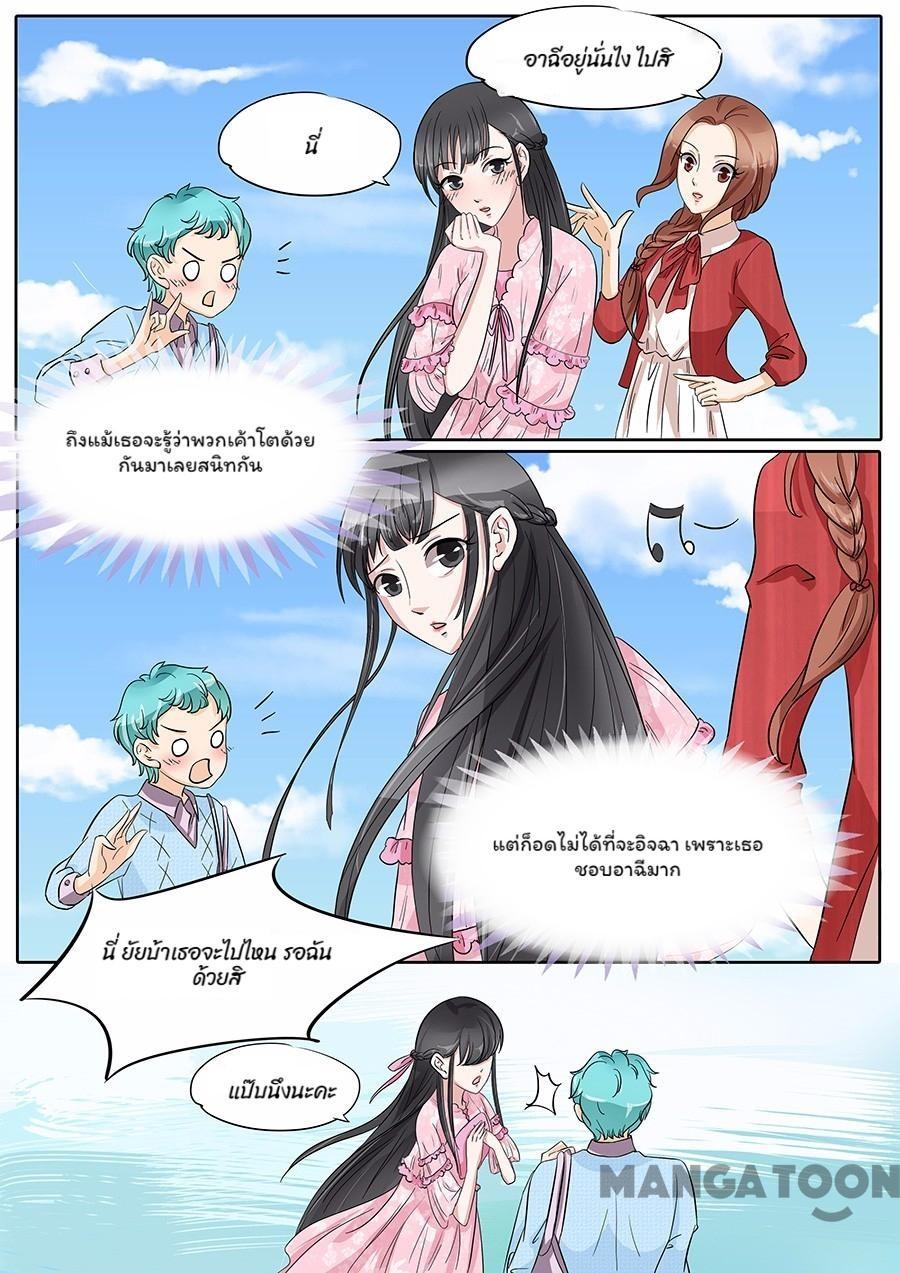 อาฉีอยู่นั่นไง ไปสิ
นี่
ถึงแม้เธอจะรู้ว่าพวกเค้าโตด้วย
กันมาเลยสนิทกัน
แต่ก็อดไม่ได้ที่จะอิจฉา เพราะเธอ
ชอบอาฉีมาก
นี่ ยัยบ้าเธอจะไปไหน รอฉัน
ด้วยสิ
แป๊บนึงนะคะ
MANGATOON